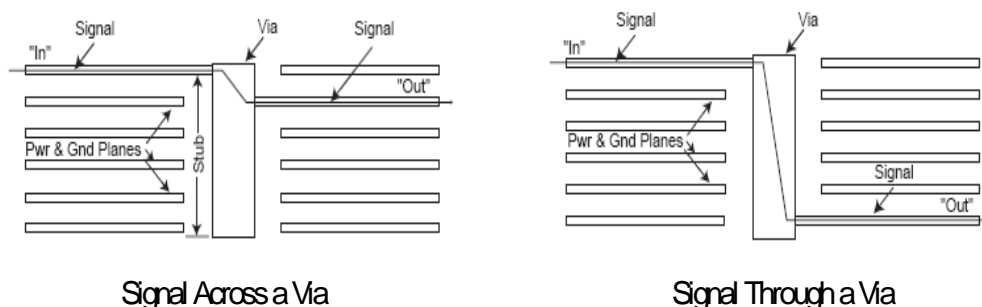 Signal
Via
Signal
"In"
"Out"
Pwr & Gnd Planes
Stub
Signal Across a Via
Signal
Via
"In"
Pwr & Gnd Planes
Signal
"Out"
Signal Through a Via